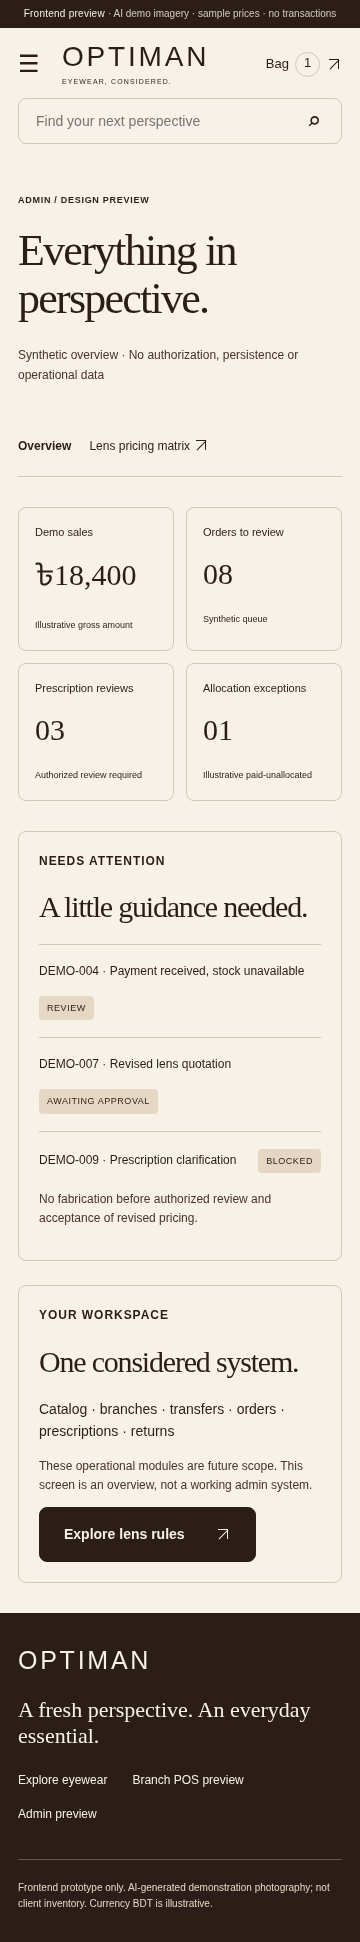 Frontend preview · AI demo imagery · sample prices · no transactions
OPTIMAN
EYEWEAR, CONSIDERED.
Bag 1
Find your next perspective
ADMIN / DESIGN PREVIEW
Everything in
perspective.
Synthetic overview · No authorization, persistence or
operational data
Overview Lens pricing matrix
Demo sales
৳18,400
Illustrative gross amount
Orders to review
08
Synthetic queue
Prescription reviews
03
Authorized review required
Allocation exceptions
01
Illustrative paid-unallocated
NEEDS ATTENTION
A little guidance needed.
DEMO-004 · Payment received, stock unavailable
REVIEW
DEMO-007 · Revised lens quotation
AWAITING APPROVAL
DEMO-009 · Prescription clarification BLOCKED
No fabrication before authorized review and
acceptance of revised pricing.
YOUR WORKSPACE
One considered system.
Catalog · branches · transfers · orders ·
prescriptions · returns
These operational modules are future scope. This
screen is an overview, not a working admin system.
Explore lens rules
OPTIMAN
A fresh perspective. An everyday
essential.
Explore eyewear Branch POS preview
Admin preview
Frontend prototype only. AI-generated demonstration photography; not
client inventory. Currency BDT is illustrative.